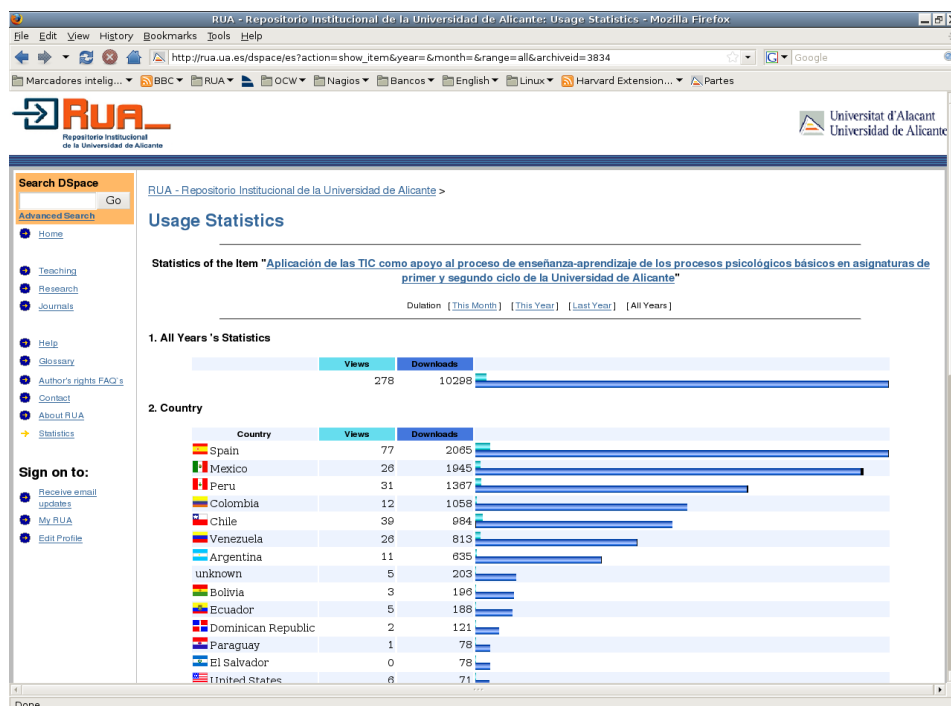 RUA - Repositorio Institucional de la Universidad de Alicante: Usage Statistics - Mozilla Firefox
File Edit View History Bookmarks Tools Help
http://rua.ua.es/dspace/es?action=show_item&year=&month=&range=all&archiveid=3834
Google
Marcadores intelig... BBC RUA OCW Nagios Bancos English Linux Harvard Extension... Partes
RUA
Repositorio Institucional
de la Universidad de Alicante
Universitat d'Alacant
Universidad de Alicante
Search DSpace
Go
Advanced Search
Home
Teaching
Research
Journals
Help
Glossary
Author's rights FAQ's
Contact
About RUA
Statistics
Sign on to:
Receive email
updates
My RUA
Edit Profile
RUA - Repositorio Institucional de la Universidad de Alicante >
Usage Statistics
Statistics of the Item "Aplicación de las TIC como apoyo al proceso de enseñanza-aprendizaje de los procesos psicológicos básicos en asignaturas de
primer y segundo ciclo de la Universidad de Alicante"
Dulation [This Month] [This Year] [Last Year] [All Years]
1. All Years 's Statistics
Views Downloads
278 10298
2. Country
Country Views Downloads
Spain 77 2065
Mexico 26 1945
Peru 31 1367
Colombia 12 1058
Chile 39 984
Venezuela 26 813
Argentina 11 635
unknown 5 203
Bolivia 3 196
Ecuador 5 188
Dominican Republic 2 121
Paraguay 1 78
El Salvador 0 78
United States 6 71
Done